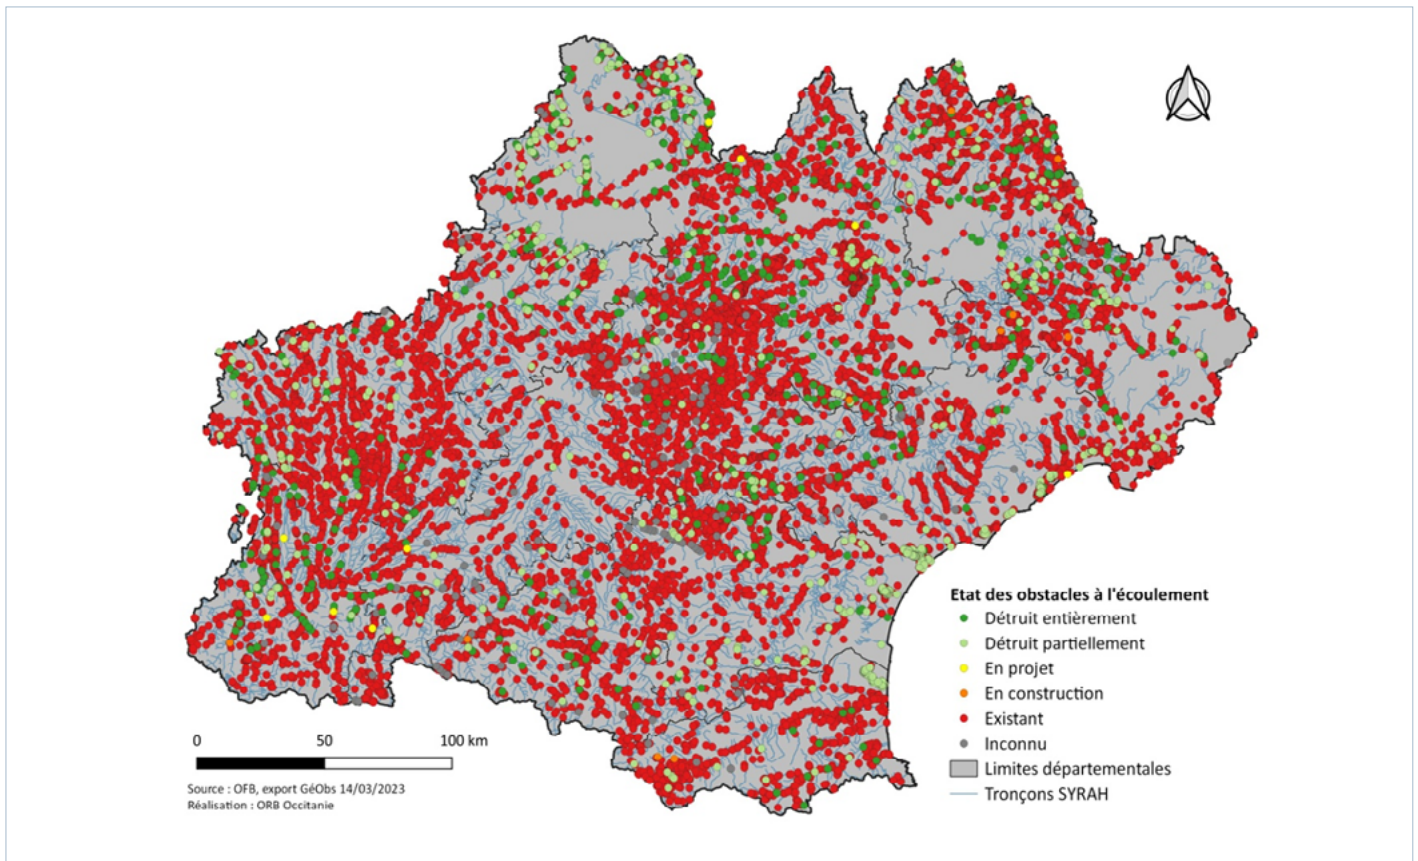 Etat des obstacles à l'écoulement
Détruit entièrement
Détruit partiellement
En projet
En construction
Existant
Inconnu
Limites départementales
Tronçons SYRAH
0 50 100 km
Source : OFB, export GéObs 14/03/2023
Réalisation : ORB Occitanie